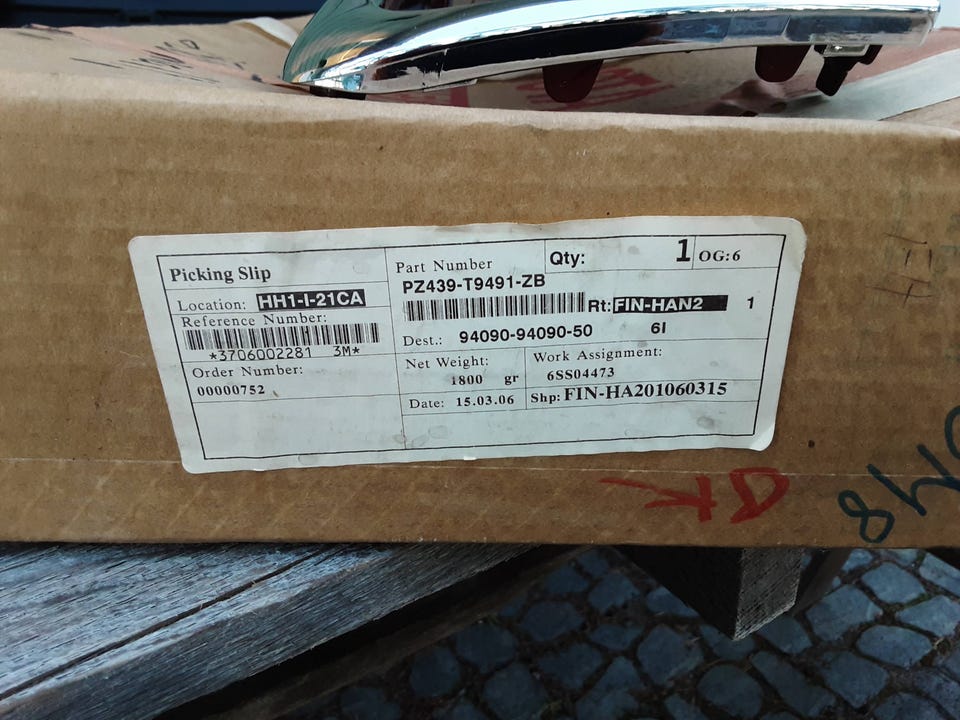 Picking Slip
Location: HH1-I-21CA
Reference Number:
*3706002281 3M*
Order Number:
00000752
Part Number
Qty: 1 OG:6
PZ439-T9491-ZB
Rt: FIN-HAN2 1
Dest.: 94090-94090-50 6I
Net Weight:
1800 gr
Work Assignment:
6SS04473
Date: 15.03.06
Shp: FIN-HA201060315